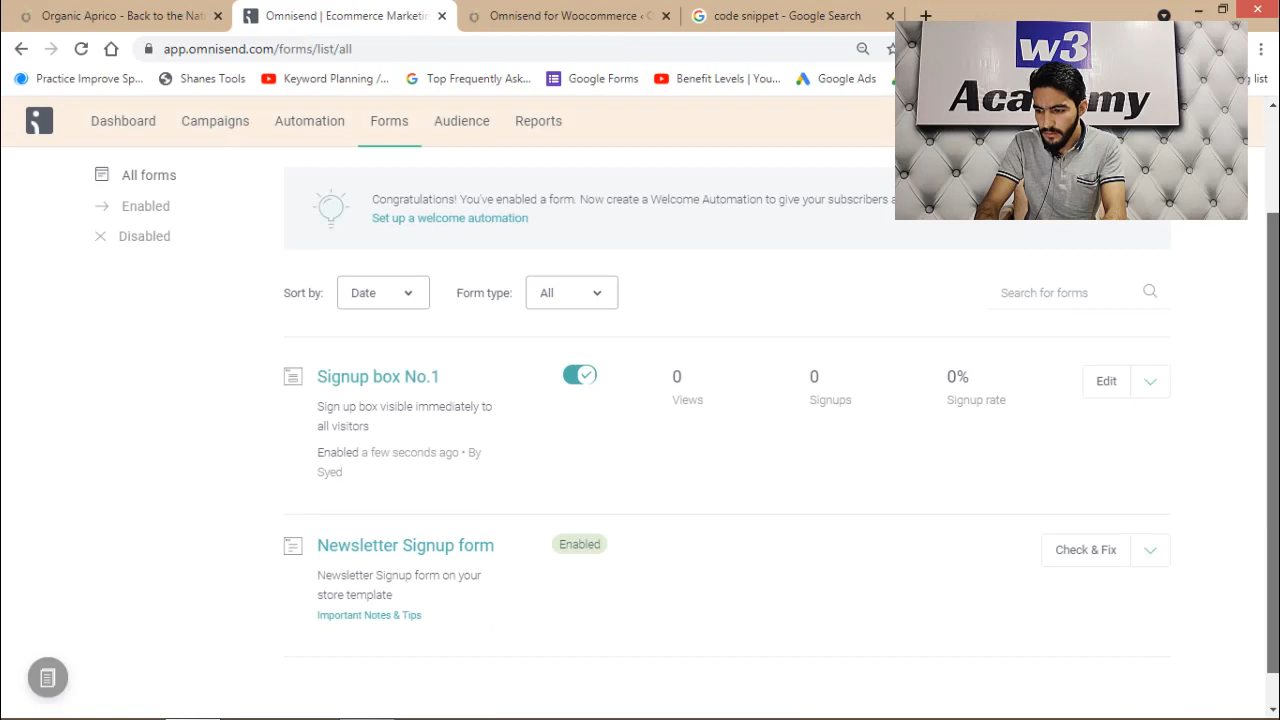 Organic Aprico - Back to the Nati
Omnisend | Ecommerce Marketin
Omnisend for Woocommerce ‹ O
code snippet - Google Search
app.omnisend.com/forms/list/all
Practice Improve Sp...
Shanes Tools
Keyword Planning /...
Top Frequently Ask...
Google Forms
Benefit Levels | You...
Google Ads
ng list
w3
Academy
Dashboard
Campaigns
Automation
Forms
Audience
Reports
All forms
Enabled
Disabled
Congratulations! You've enabled a form. Now create a Welcome Automation to give your subscribers a
Set up a welcome automation
Sort by:
Date
Form type:
All
Search for forms
Signup box No.1
0
0
0%
Edit
Views
Signups
Signup rate
Sign up box visible immediately to
all visitors
Enabled a few seconds ago • By
Syed
Newsletter Signup form
Enabled
Check & Fix
Newsletter Signup form on your
store template
Important Notes & Tips